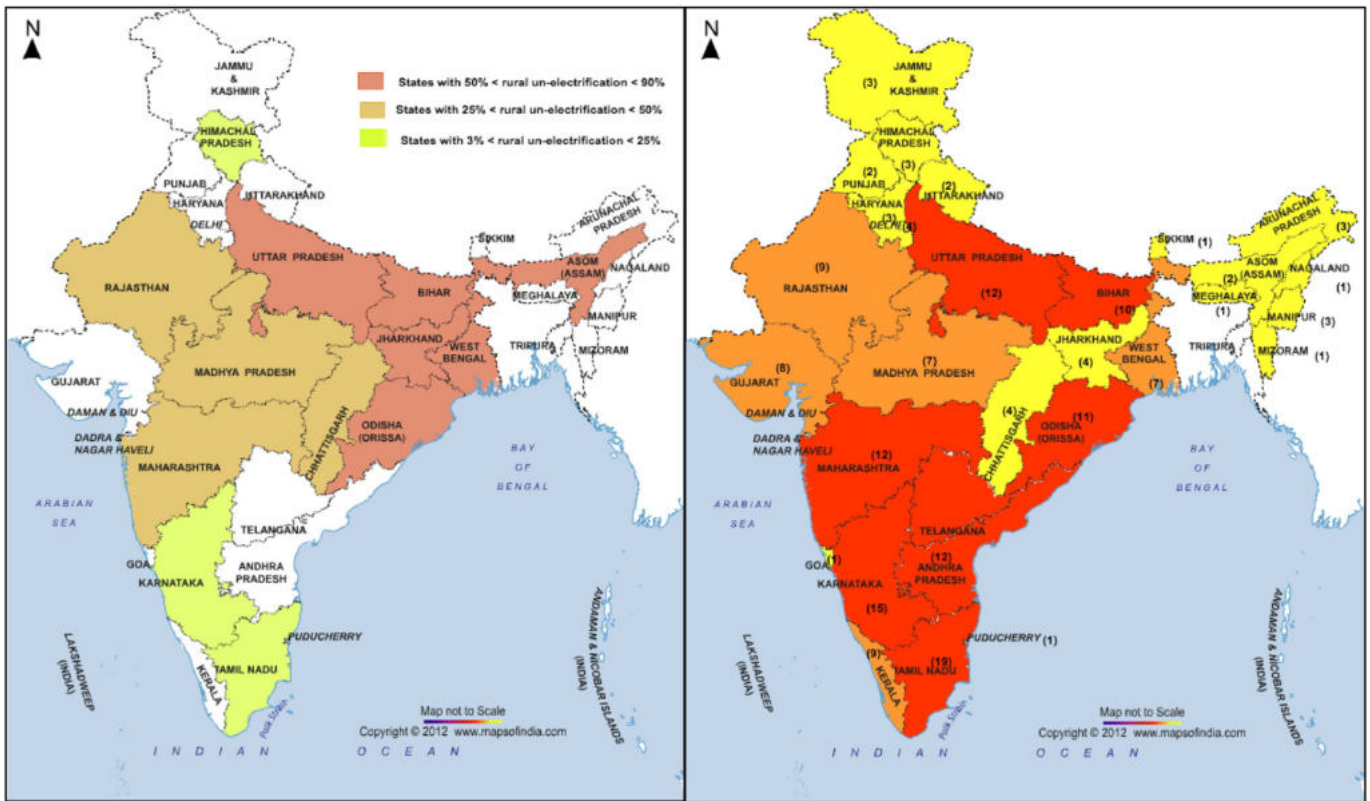 N
JAMMU
&
KASHMIR
States with 50% < rural un-electrification < 90%
States with 25% < rural un-electrification < 50%
States with 3% < rural un-electrification < 25%
HIMACHAL
PRADESH
PUNJAB
UTTARAKHAND
HARYANA
DELHI
ARUNACHAL
PRADESH
SIKKIM
UTTAR PRADESH
ASOM
(ASSAM)
NAGALAND
RAJASTHAN
BIHAR
MEGHALAYA
MANIPUR
JHARKHAND
WEST
BENGAL
TRIPURA
MIZORAM
MADHYA PRADESH
GUJARAT
DAMAN & DIU
CHHATTISGARH
ODISHA
(ORISSA)
DADRA &
NAGAR HAVELI
MAHARASHTRA
BAY
OF
BENGAL
ARABIAN
SEA
TELANGANA
GOA
KARNATAKA
ANDHRA
PRADESH
PUDUCHERRY
LAKSHADWEEP
(INDIA)
KERALA
TAMIL NADU
ANDAMAN & NICOBAR ISLANDS
(INDIA)
Palk Strain
Map not to Scale
Copyright © 2012 www.mapsofindia.com
INDIAN OCEAN
N
JAMMU
&
(3)
KASHMIR
HIMACHAL
PRADESH
(3)
(2)
PUNJAB
(2)
UTTARAKHAND
HARYANA
(3)
DELHI
(4)
ARUNACHAL
PRADESH
(3)
SIKKIM
(1)
UTTAR PRADESH
(12)
ASOM
(ASSAM)
(2)
NAGALAND
(1)
(9)
RAJASTHAN
BIHAR
(10)
MEGHALAYA
(1)
MANIPUR
(3)
JHARKHAND
(4)
WEST
BENGAL
(7)
TRIPURA
MIZORAM
(1)
(7)
MADHYA PRADESH
(8)
GUJARAT
DAMAN & DIU
(4)
CHHATTISGARH
(11)
ODISHA
(ORISSA)
DADRA &
NAGAR HAVELI
(12)
MAHARASHTRA
BAY
OF
BENGAL
ARABIAN
SEA
TELANGANA
GOA
(1)
KARNATAKA
(15)
(12)
ANDHRA
PRADESH
PUDUCHERRY (1)
LAKSHADWEEP
(INDIA)
(9)
KERALA
(19)
TAMIL NADU
ANDAMAN & NICOBAR ISLANDS
(INDIA)
Palk Strain
Map not to Scale
Copyright © 2012 www.mapsofindia.com
INDIAN OCEAN